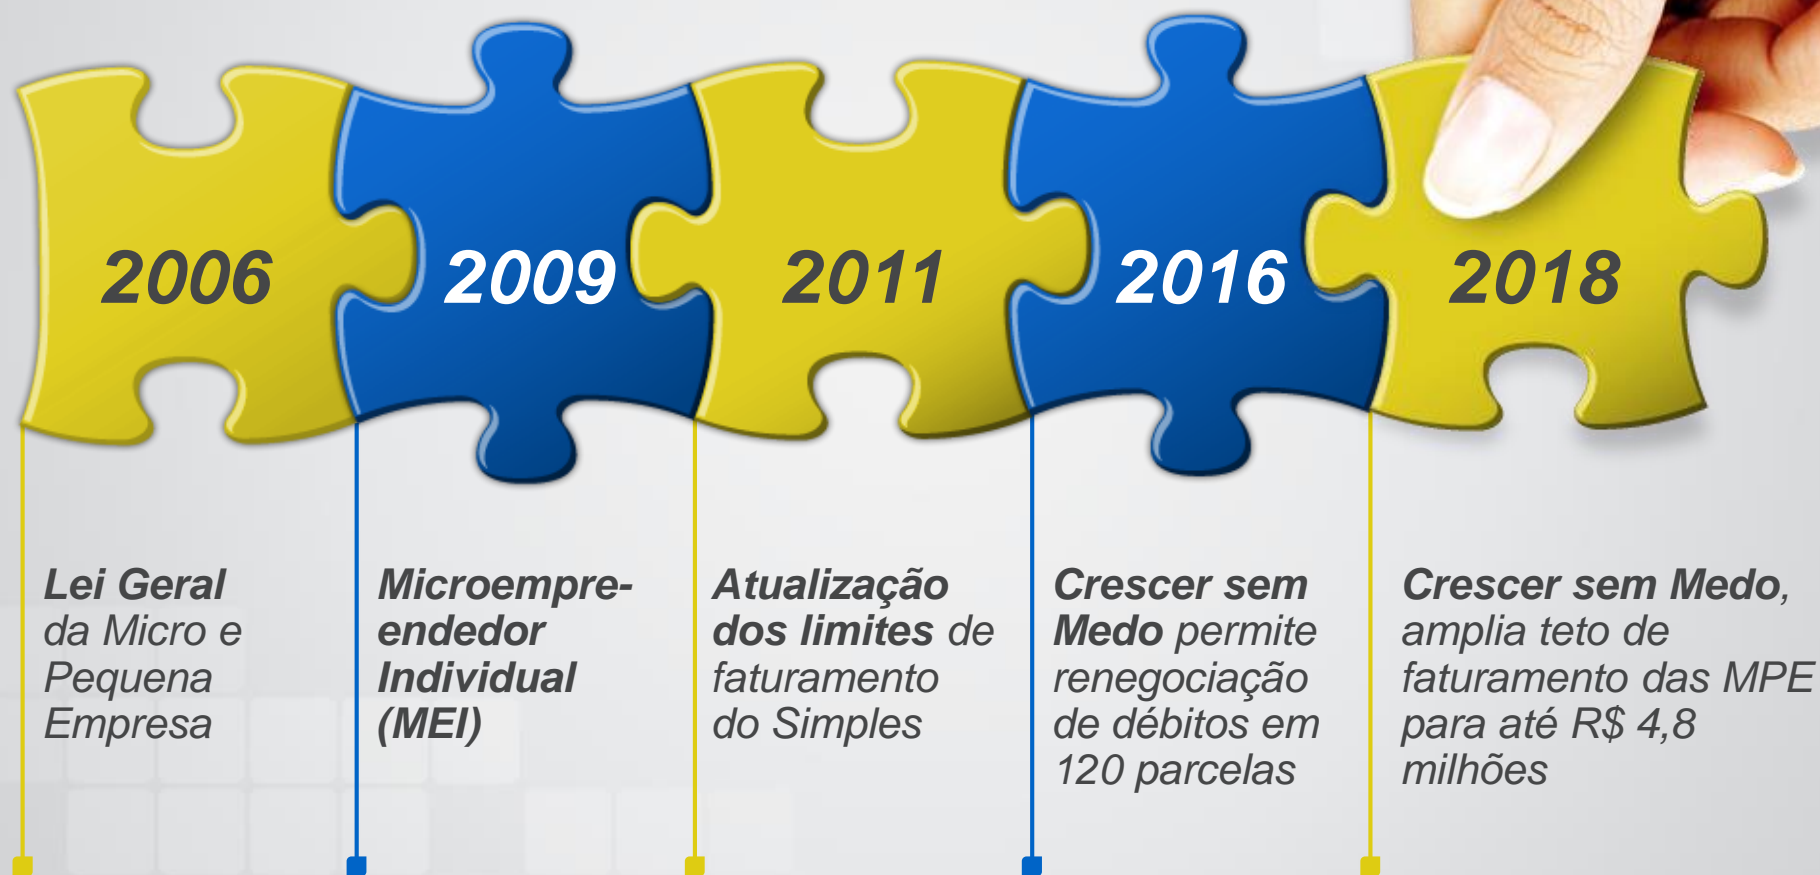 2006
2009
2011
2016
2018
Lei Geral
da Micro e
Pequena
Empresa
Microempre-
endedor
Individual
(MEI)
Atualização
dos limites de
faturamento
do Simples
Crescer sem
Medo permite
renegociação
de débitos em
120 parcelas
Crescer sem Medo,
amplia teto de
faturamento das MPE
para até R$ 4,8
milhões